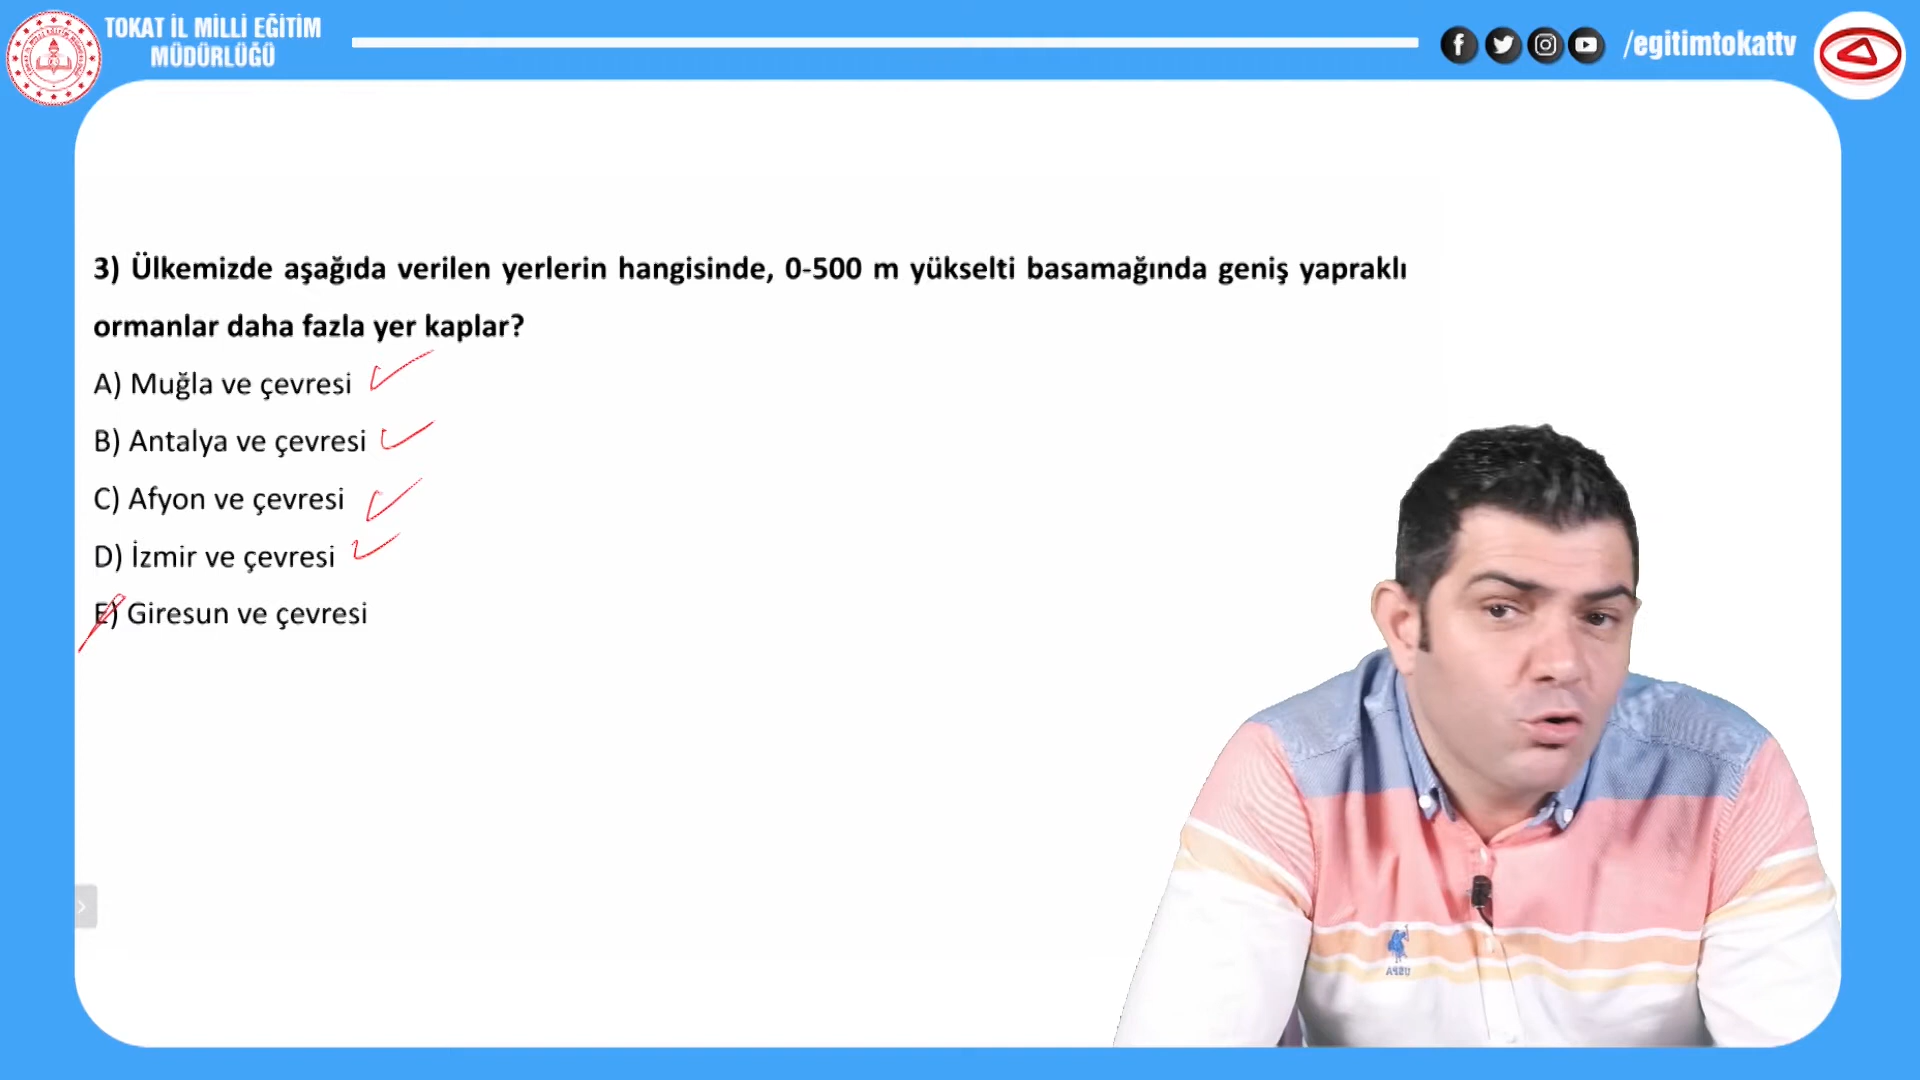 TOKAT İL MİLLİ EĞİTİM
MÜDÜRLÜĞÜ
/egitimtokattv
3) Ülkemizde aşağıda verilen yerlerin hangisinde, 0-500 m yükselti basamağında geniş yapraklı
ormanlar daha fazla yer kaplar?
A) Muğla ve çevresi
B) Antalya ve çevresi
C) Afyon ve çevresi
D) İzmir ve çevresi
E) Giresun ve çevresi
USPA